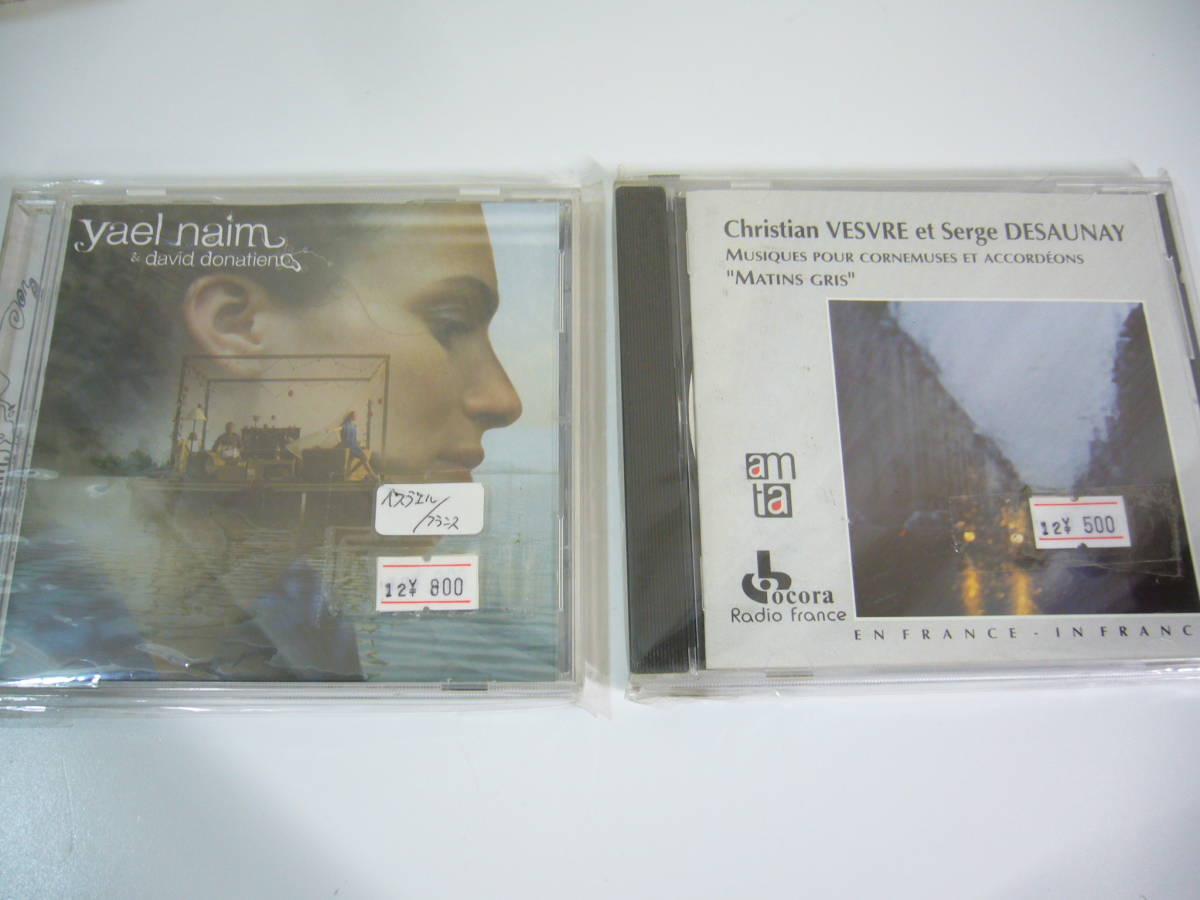 yael naim
& david donatien
イスラエル
/フランス
12¥ 800
Christian VESVRE et Serge DESAUNAY
MUSIQUES POUR CORNEMUSES ET ACCORDÉONS
"MATINS GRIS"
am
ta
ocora
Radio france
12¥ 500
EN FRANCE - IN FRANC